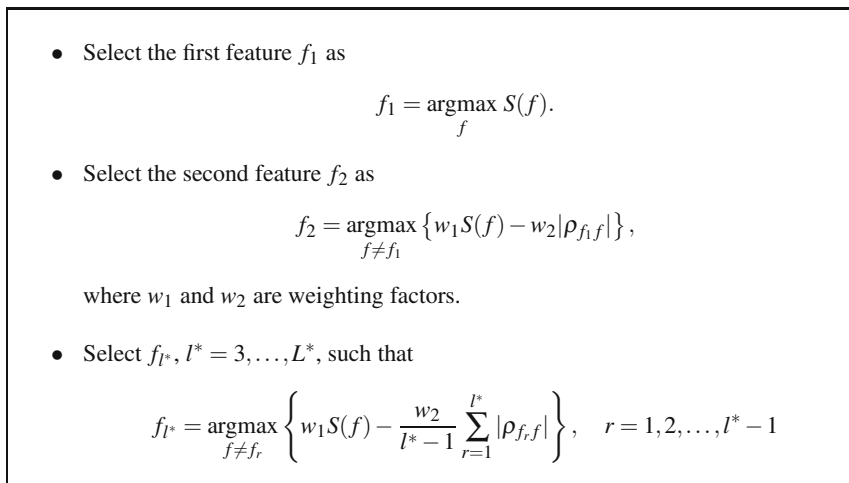 • Select the first feature f₁ as
f₁ = argmax S(f).
f
• Select the second feature f₂ as
f₂ = argmax {w₁S(f) − w₂|ρ_{f₁f}|},
f≠f₁
where w₁ and w₂ are weighting factors.
• Select f_{l*}, l* = 3,...,L*, such that
f_{l*} = argmax {w₁S(f) − \frac{w₂}{l*−1} \sum_{r=1}^{l*} |ρ_{f_r f}|}, r = 1,2,...,l*−1
f≠f_r